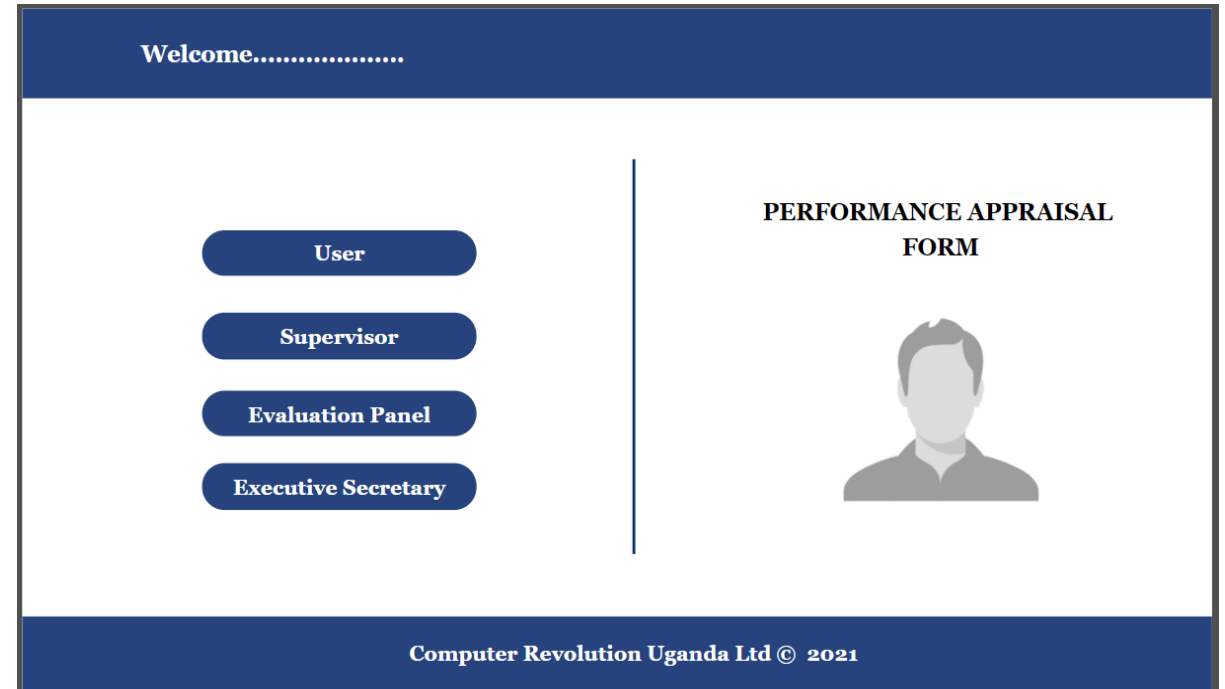 Welcome....................
User
Supervisor
Evaluation Panel
Executive Secretary
PERFORMANCE APPRAISAL
FORM
Computer Revolution Uganda Ltd © 2021